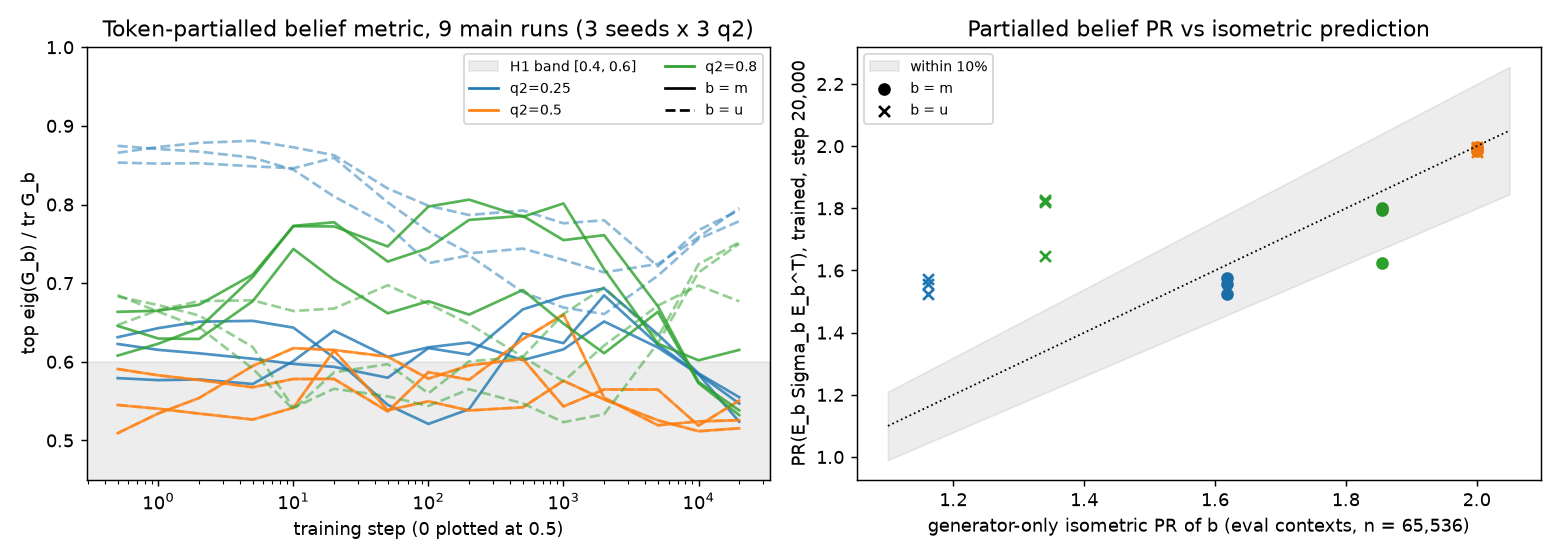 Token-partialled belief metric, 9 main runs (3 seeds x 3 q2)
top eig(G_b) / tr G_b
1.0
0.9
0.8
0.7
0.6
0.5
H1 band [0.4, 0.6]
q2=0.25
q2=0.5
q2=0.8
b = m
b = u
10^0
10^1
10^2
10^3
10^4
training step (0 plotted at 0.5)
Partialled belief PR vs isometric prediction
PR(E_b Sigma_b E_b^T), trained, step 20,000
2.2
2.0
1.8
1.6
1.4
1.2
1.0
within 10%
b = m
b = u
1.2
1.4
1.6
1.8
2.0
generator-only isometric PR of b (eval contexts, n = 65,536)